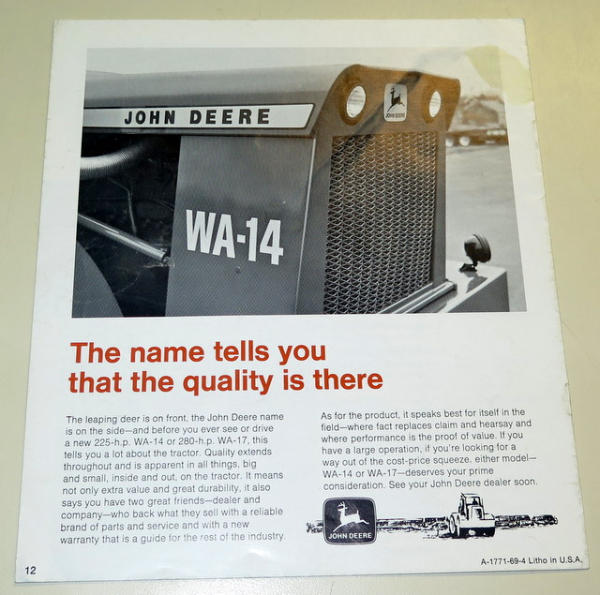 JOHN DEERE
JOHN DEERE
WA-14
The name tells you
that the quality is there
The leaping deer is on front, the John Deere name
is on the side—and before you ever see or drive
a new 225-h.p. WA-14 or 280-h.p. WA-17, this
tells you a lot about the tractor. Quality extends
throughout and is apparent in all things, big
and small, inside and out, on the tractor. It means
not only extra value and great durability, it also
says you have two great friends—dealer and
company—who back what they sell with a reliable
brand of parts and service and with a new
warranty that is a guide for the rest of the industry.
As for the product, it speaks best for itself in the
field—where fact replaces claim and hearsay and
where performance is the proof of value. If you
have a large operation, if you're looking for a
way out of the cost-price squeeze, either model—
WA-14 or WA-17—deserves your prime
consideration. See your John Deere dealer soon.
JOHN DEERE
12
A-1771-69-4 Litho in U.S.A.